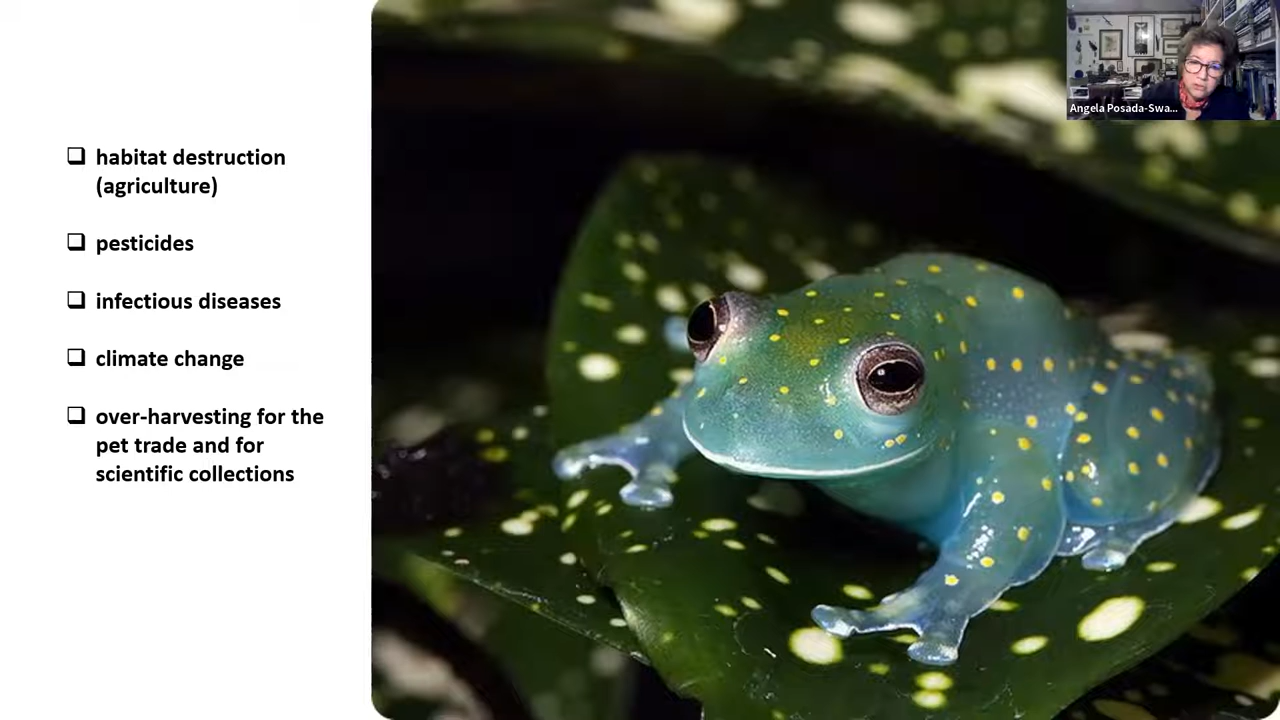 habitat destruction
(agriculture)
pesticides
infectious diseases
climate change
over-harvesting for the
pet trade and for
scientific collections
Angela Posada-Swa...